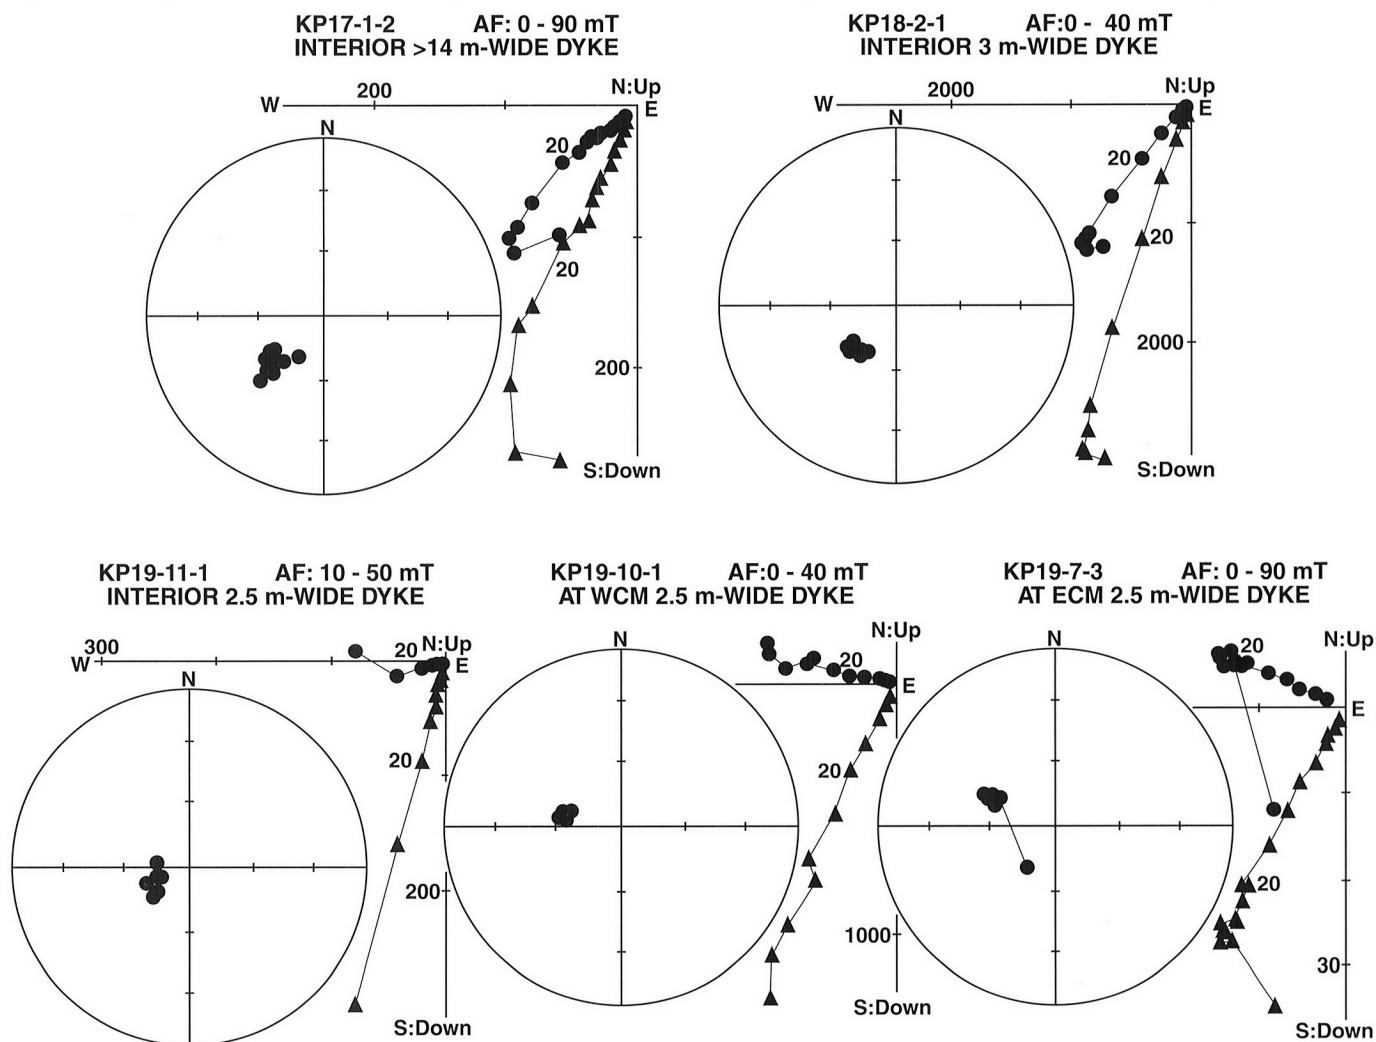 KP17-1-2 AF: 0 - 90 mT
INTERIOR >14 m-WIDE DYKE
200 N:Up
W E
N
20
20
200
S:Down
KP18-2-1 AF:0 - 40 mT
INTERIOR 3 m-WIDE DYKE
2000 N:Up
W E
N
20
20
2000
S:Down
KP19-11-1 AF: 10 - 50 mT
INTERIOR 2.5 m-WIDE DYKE
300 20 N:Up
W E
N
20
200
S:Down
KP19-10-1 AF:0 - 40 mT
AT WCM 2.5 m-WIDE DYKE
N N:Up
20
E
20
1000
S:Down
KP19-7-3 AF: 0 - 90 mT
AT ECM 2.5 m-WIDE DYKE
N 20 N:Up
E
20
30
S:Down